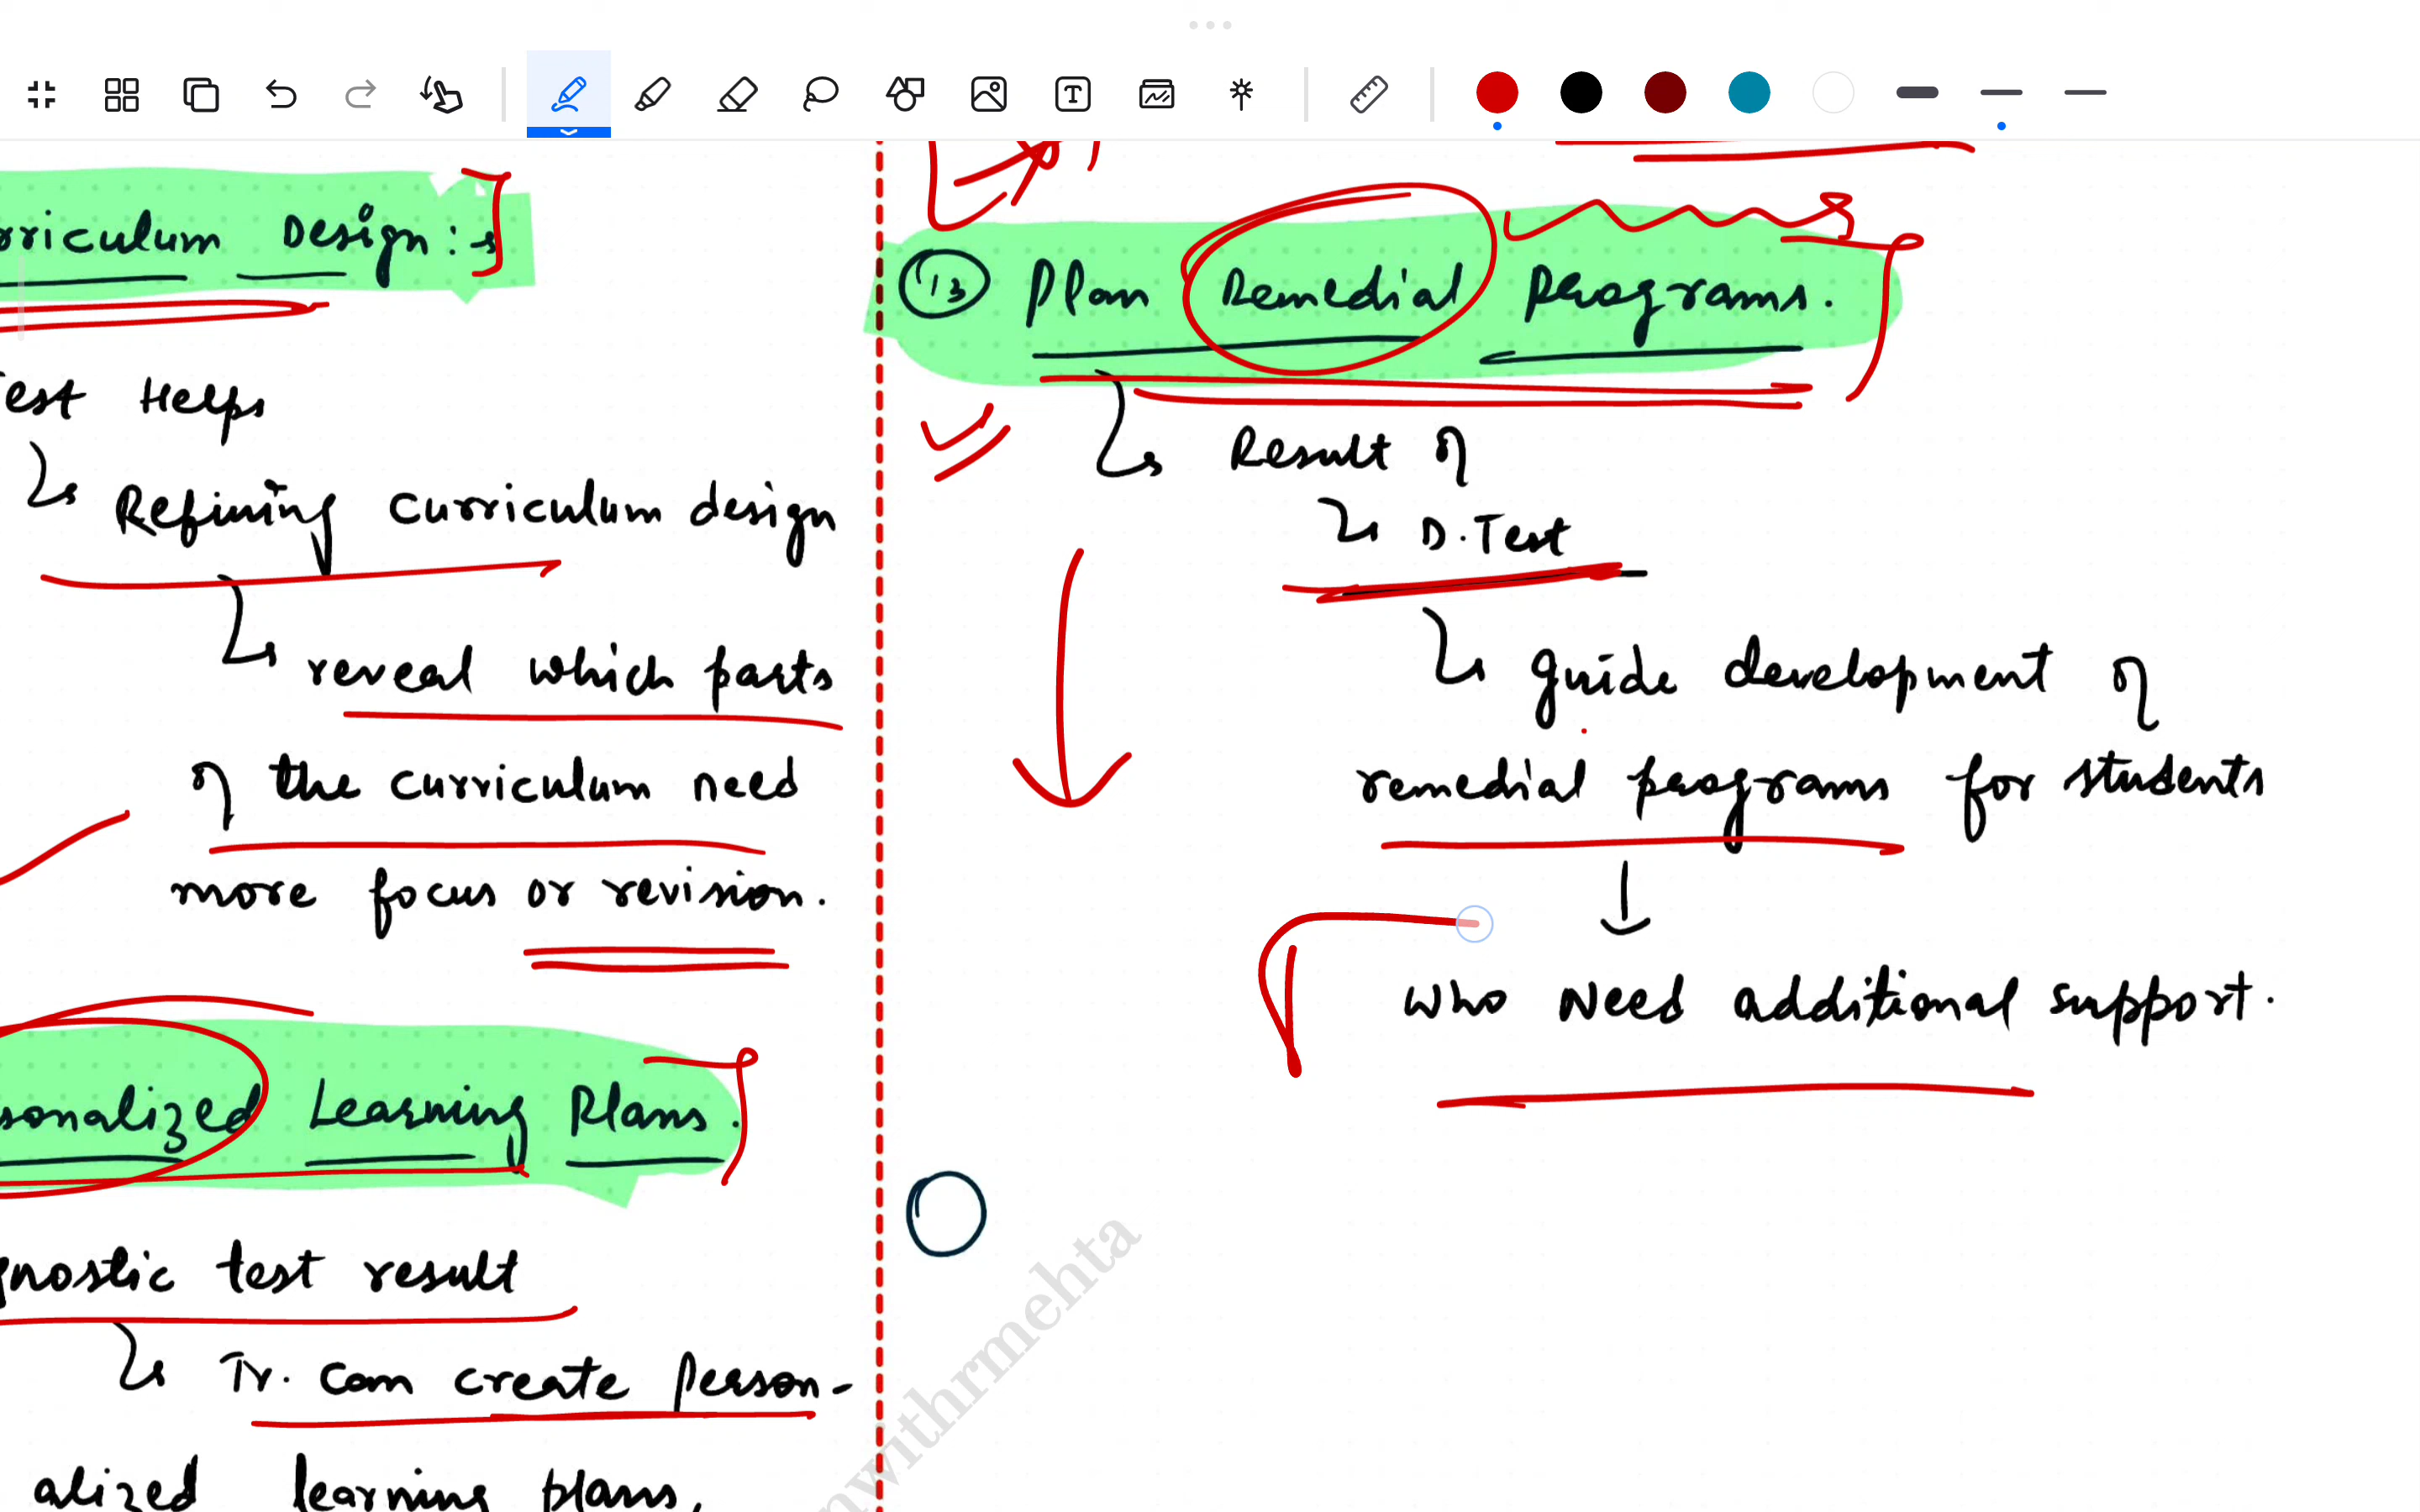 rriculum Design :→
est Helps
Refining curriculum design
reveal which parts
of the curriculum need
more focus or revision.
sonalized Learning Plans.
gnostic test result
Tr. can create person-
alized learning plans.
13 Plan Remedial Programs.
Result of
D. Test
guide development of
remedial programs for students
who Need additional support.
nwithrmehta